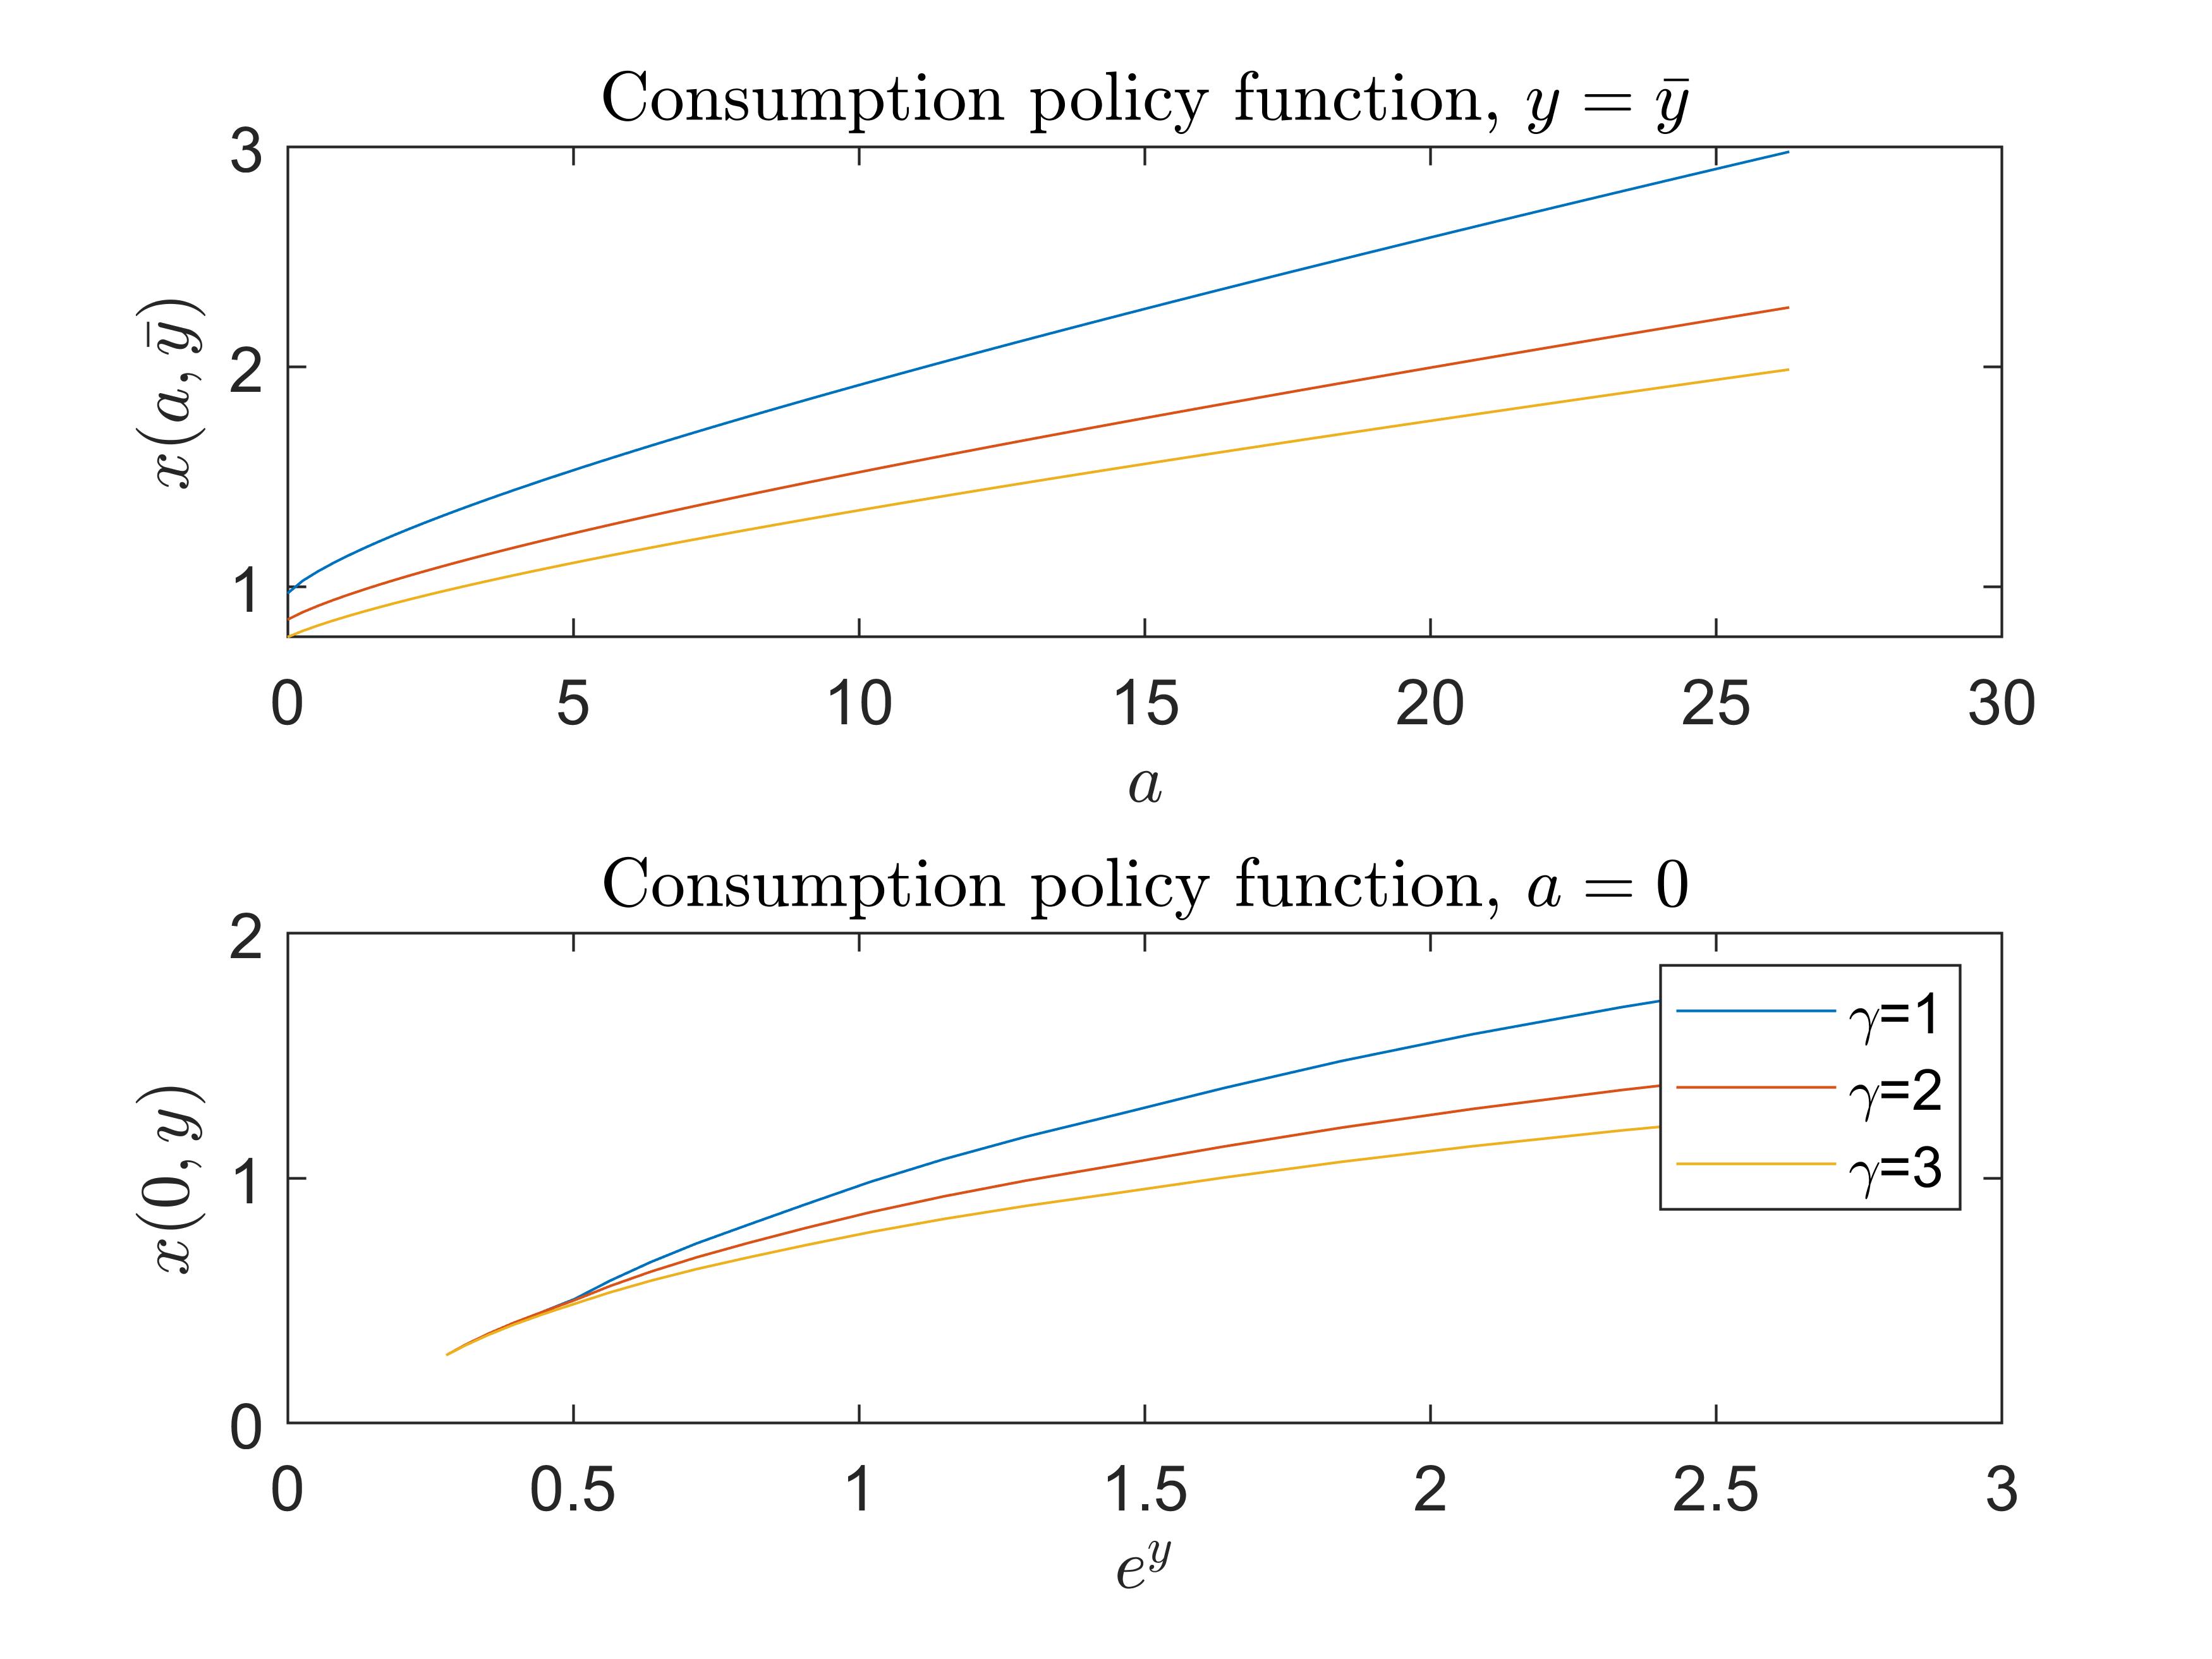 Consumption policy function, y = ȳ
3
2
1
x(a, ȳ)
0 5 10 15 20 25 30
a
Consumption policy function, a = 0
2
1
0
x(0, y)
γ=1
γ=2
γ=3
0 0.5 1 1.5 2 2.5 3
e^y